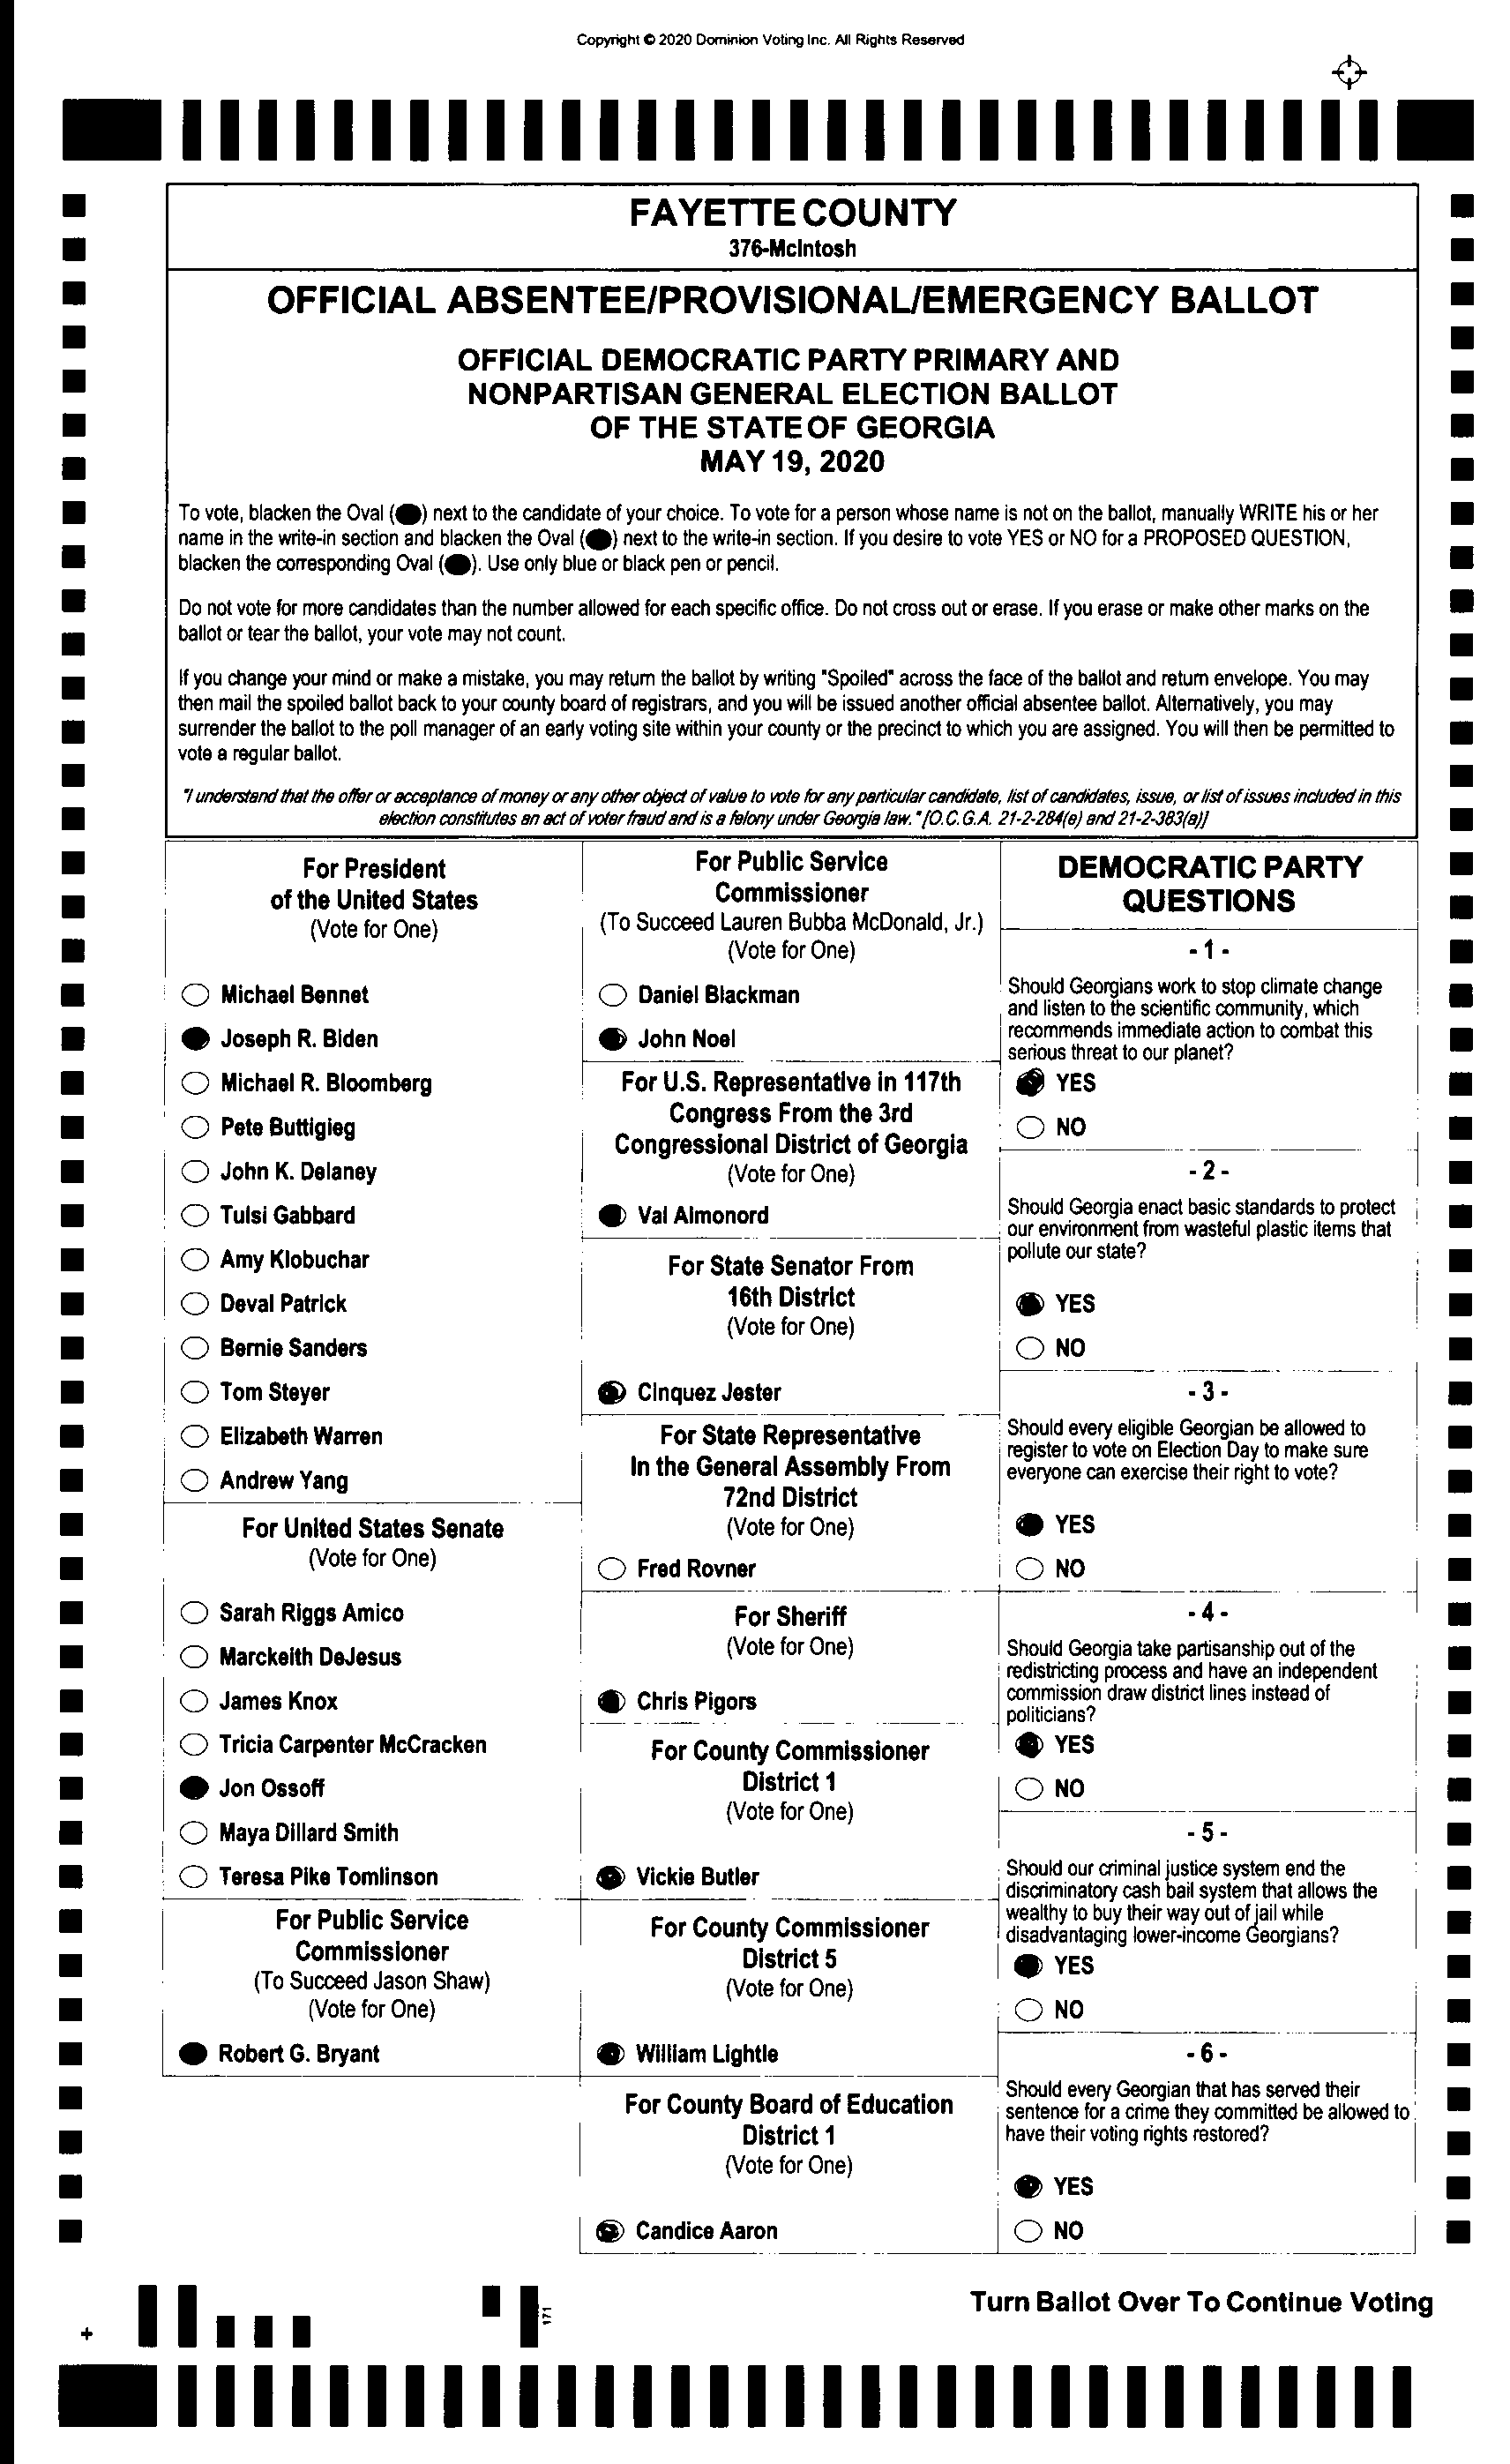 Copyright © 2020 Dominion Voting Inc. All Rights Reserved
FAYETTE COUNTY
376-McIntosh
OFFICIAL ABSENTEE/PROVISIONAL/EMERGENCY BALLOT
OFFICIAL DEMOCRATIC PARTY PRIMARY AND
NONPARTISAN GENERAL ELECTION BALLOT
OF THE STATE OF GEORGIA
MAY 19, 2020
To vote, blacken the Oval ( ) next to the candidate of your choice. To vote for a person whose name is not on the ballot, manually WRITE his or her
name in the write-in section and blacken the Oval ( ) next to the write-in section. If you desire to vote YES or NO for a PROPOSED QUESTION,
blacken the corresponding Oval ( ). Use only blue or black pen or pencil.
Do not vote for more candidates than the number allowed for each specific office. Do not cross out or erase. If you erase or make other marks on the
ballot or tear the ballot, your vote may not count.
If you change your mind or make a mistake, you may return the ballot by writing "Spoiled" across the face of the ballot and return envelope. You may
then mail the spoiled ballot back to your county board of registrars, and you will be issued another official absentee ballot. Alternatively, you may
surrender the ballot to the poll manager of an early voting site within your county or the precinct to which you are assigned. You will then be permitted to
vote a regular ballot.
"I understand that the offer or acceptance of money or any other object of value to vote for any particular candidate, list of candidates, issue, or list of issues included in this
election constitutes an act of voter fraud and is a felony under Georgia law." [O.C.G.A. 21-2-284(e) and 21-2-383(a)]
For President
of the United States
(Vote for One)
Michael Bennet
Joseph R. Biden
Michael R. Bloomberg
Pete Buttigieg
John K. Delaney
Tulsi Gabbard
Amy Klobuchar
Deval Patrick
Bernie Sanders
Tom Steyer
Elizabeth Warren
Andrew Yang
For United States Senate
(Vote for One)
Sarah Riggs Amico
Marckeith DeJesus
James Knox
Tricia Carpenter McCracken
Jon Ossoff
Maya Dillard Smith
Teresa Pike Tomlinson
For Public Service
Commissioner
(To Succeed Jason Shaw)
(Vote for One)
Robert G. Bryant
For Public Service
Commissioner
(To Succeed Lauren Bubba McDonald, Jr.)
(Vote for One)
Daniel Blackman
John Noel
For U.S. Representative in 117th
Congress From the 3rd
Congressional District of Georgia
(Vote for One)
Val Almonord
For State Senator From
16th District
(Vote for One)
Cinquez Jester
For State Representative
In the General Assembly From
72nd District
(Vote for One)
Fred Rovner
For Sheriff
(Vote for One)
Chris Pigors
For County Commissioner
District 1
(Vote for One)
Vickie Butler
For County Commissioner
District 5
(Vote for One)
William Lightle
For County Board of Education
District 1
(Vote for One)
Candice Aaron
DEMOCRATIC PARTY
QUESTIONS
- 1 -
Should Georgians work to stop climate change
and listen to the scientific community, which
recommends immediate action to combat this
serious threat to our planet?
YES
NO
- 2 -
Should Georgia enact basic standards to protect
our environment from wasteful plastic items that
pollute our state?
YES
NO
- 3 -
Should every eligible Georgian be allowed to
register to vote on Election Day to make sure
everyone can exercise their right to vote?
YES
NO
- 4 -
Should Georgia take partisanship out of the
redistricting process and have an independent
commission draw district lines instead of
politicians?
YES
NO
- 5 -
Should our criminal justice system end the
discriminatory cash bail system that allows the
wealthy to buy their way out of jail while
disadvantaging lower-income Georgians?
YES
NO
- 6 -
Should every Georgian that has served their
sentence for a crime they committed be allowed to
have their voting rights restored?
YES
NO
Turn Ballot Over To Continue Voting
171
+